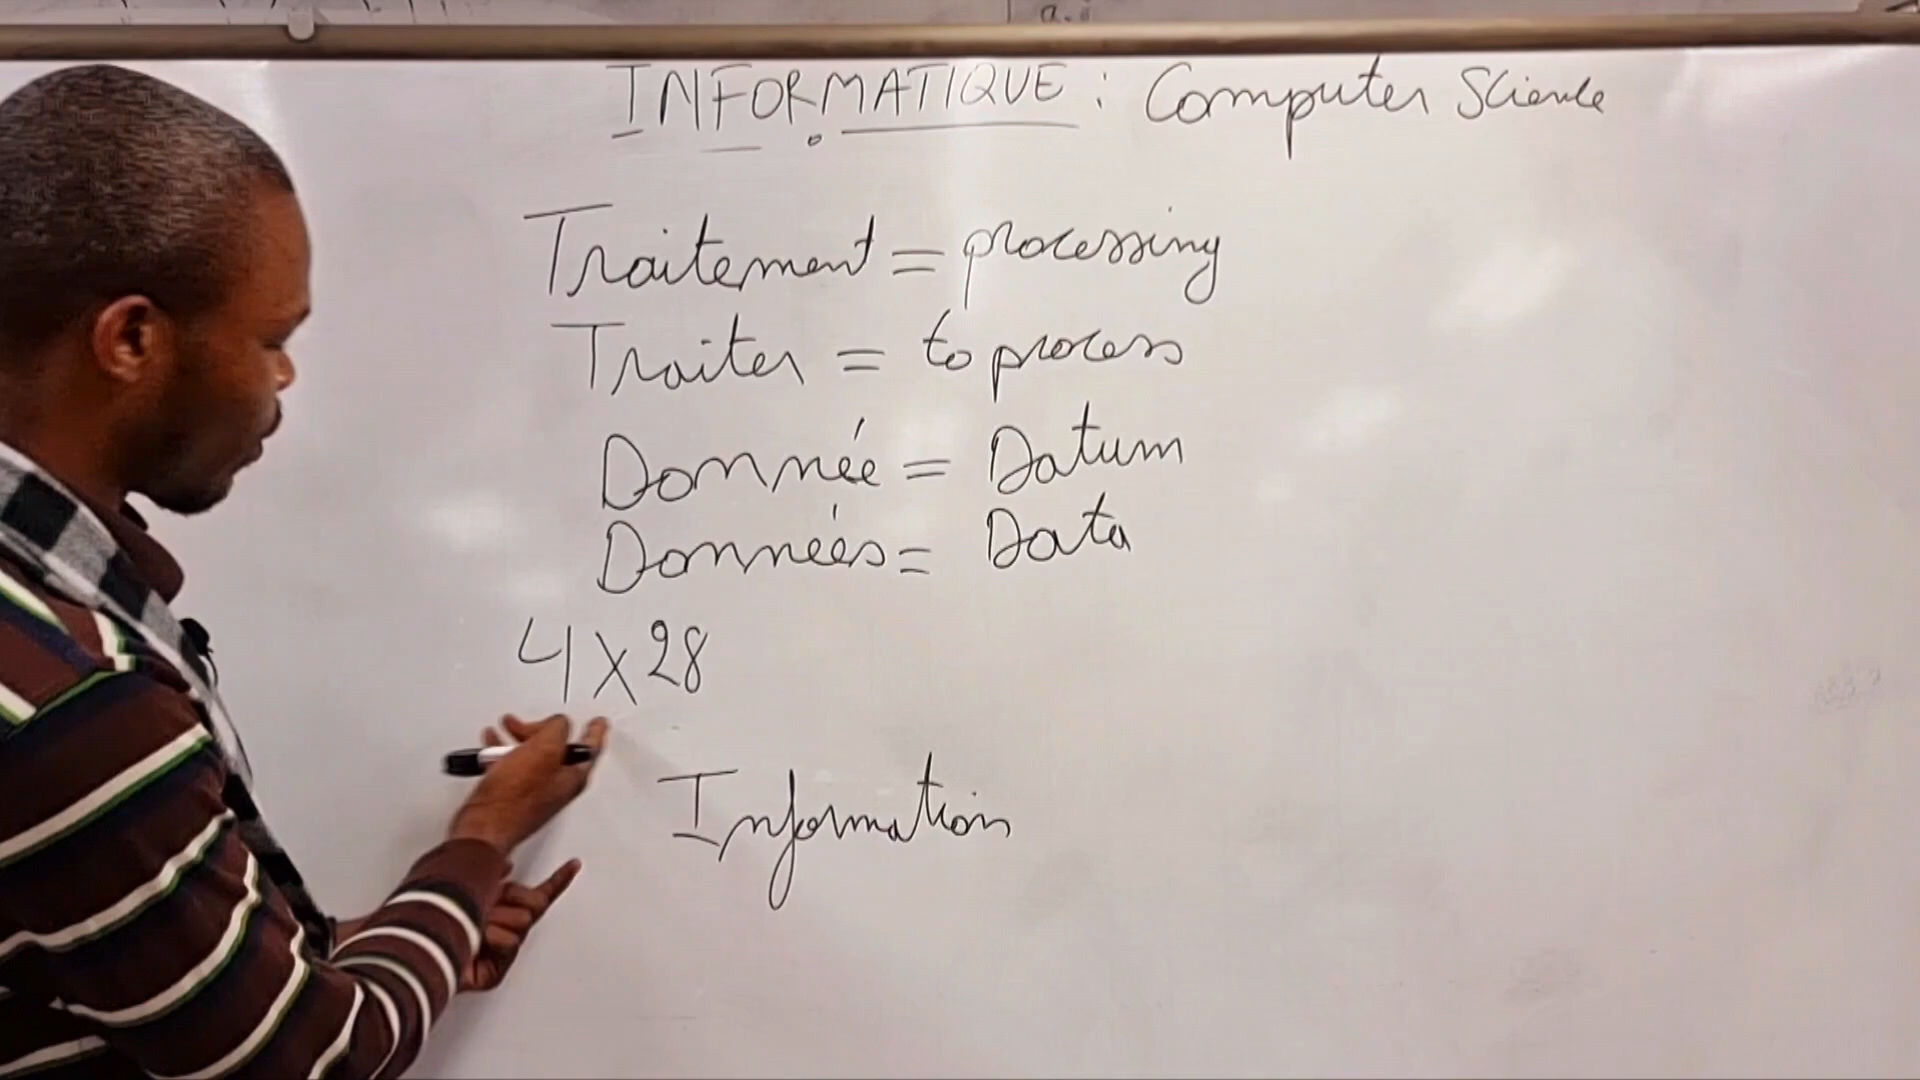 INFORMATIQUE : Computer Science
Traitement = processing
Traiter = to process
Donnée = Datum
Données = Data
4 X 28
Information